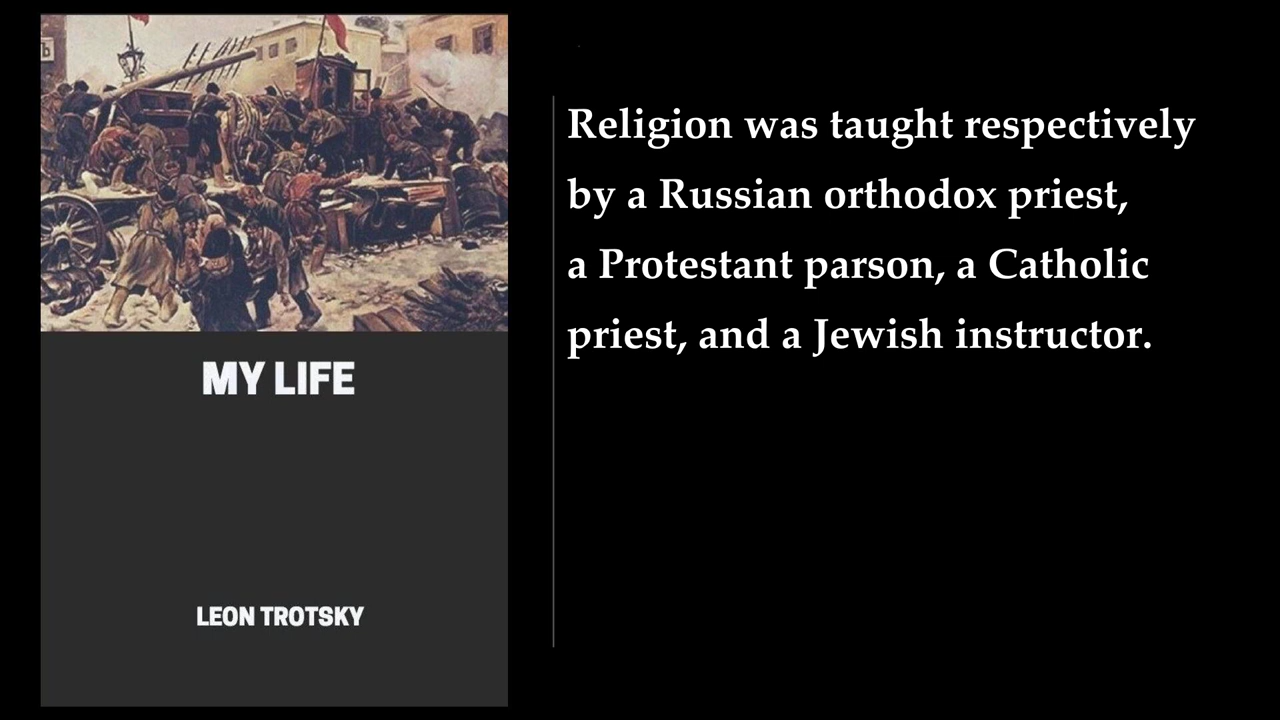 MY LIFE
LEON TROTSKY
Religion was taught respectively
by a Russian orthodox priest,
a Protestant parson, a Catholic
priest, and a Jewish instructor.